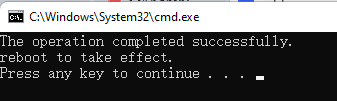 C:\Windows\System32\cmd.exe
The operation completed successfully.
reboot to take effect.
Press any key to continue . . .